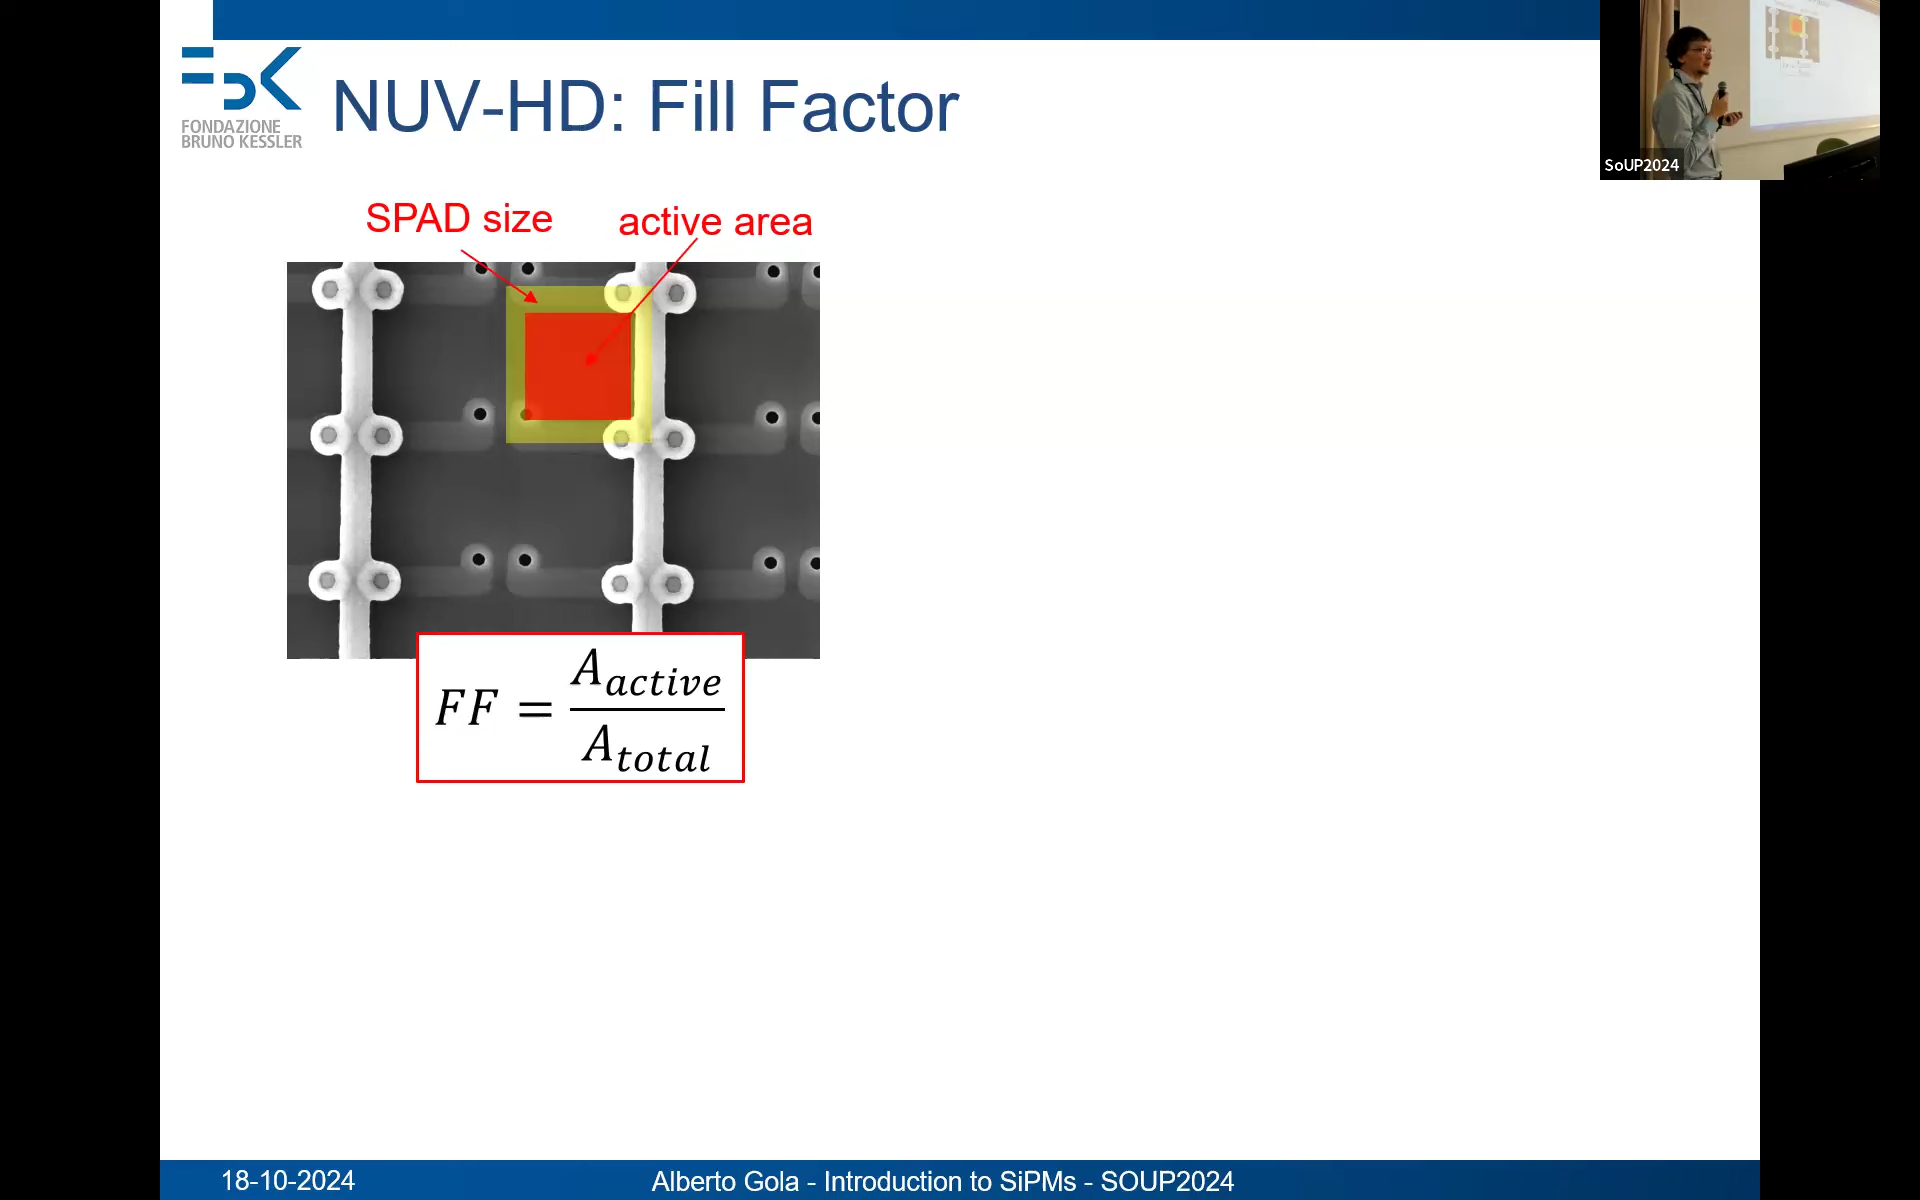 FBK
FONDAZIONE
BRUNO KESSLER
NUV-HD: Fill Factor
SoUP2024
SPAD size
active area
FF = A_active / A_total
18-10-2024
Alberto Gola - Introduction to SiPMs - SOUP2024